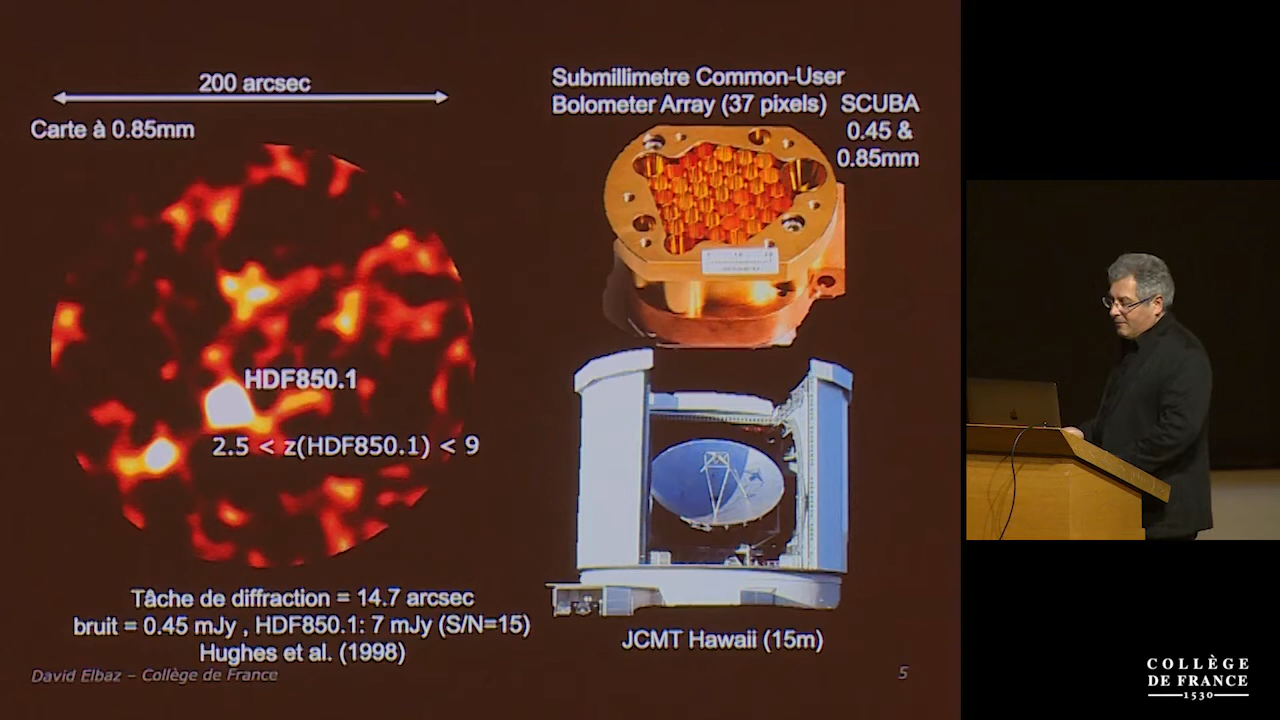 200 arcsec
Carte à 0.85mm
HDF850.1
2.5 < z(HDF850.1) < 9
Tâche de diffraction = 14.7 arcsec
bruit = 0.45 mJy , HDF850.1: 7 mJy (S/N=15)
Hughes et al. (1998)
David Elbaz – Collège de France
Submillimetre Common-User
Bolometer Array (37 pixels) SCUBA
0.45 &
0.85mm
JCMT Hawaii (15m)
5
COLLÈGE
DE FRANCE
1530